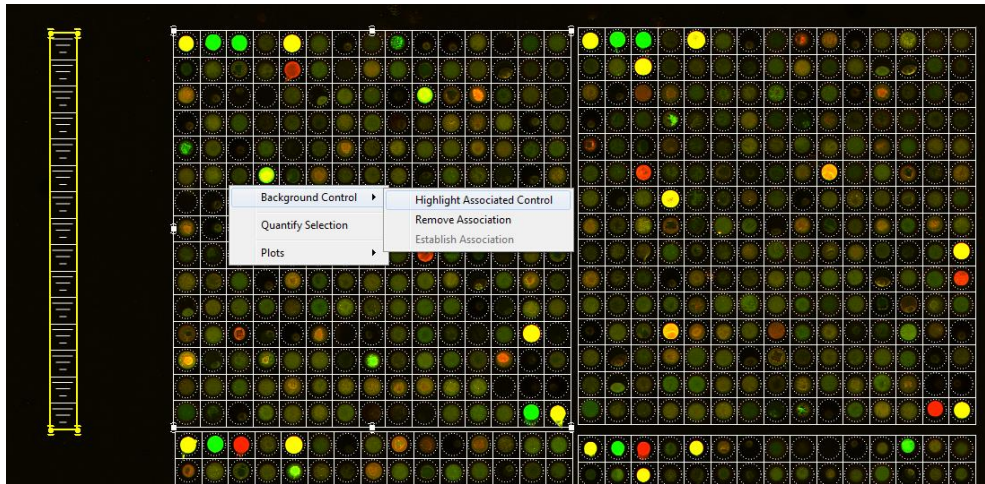 Background Control
Quantify Selection
Plots
Highlight Associated Control
Remove Association
Establish Association